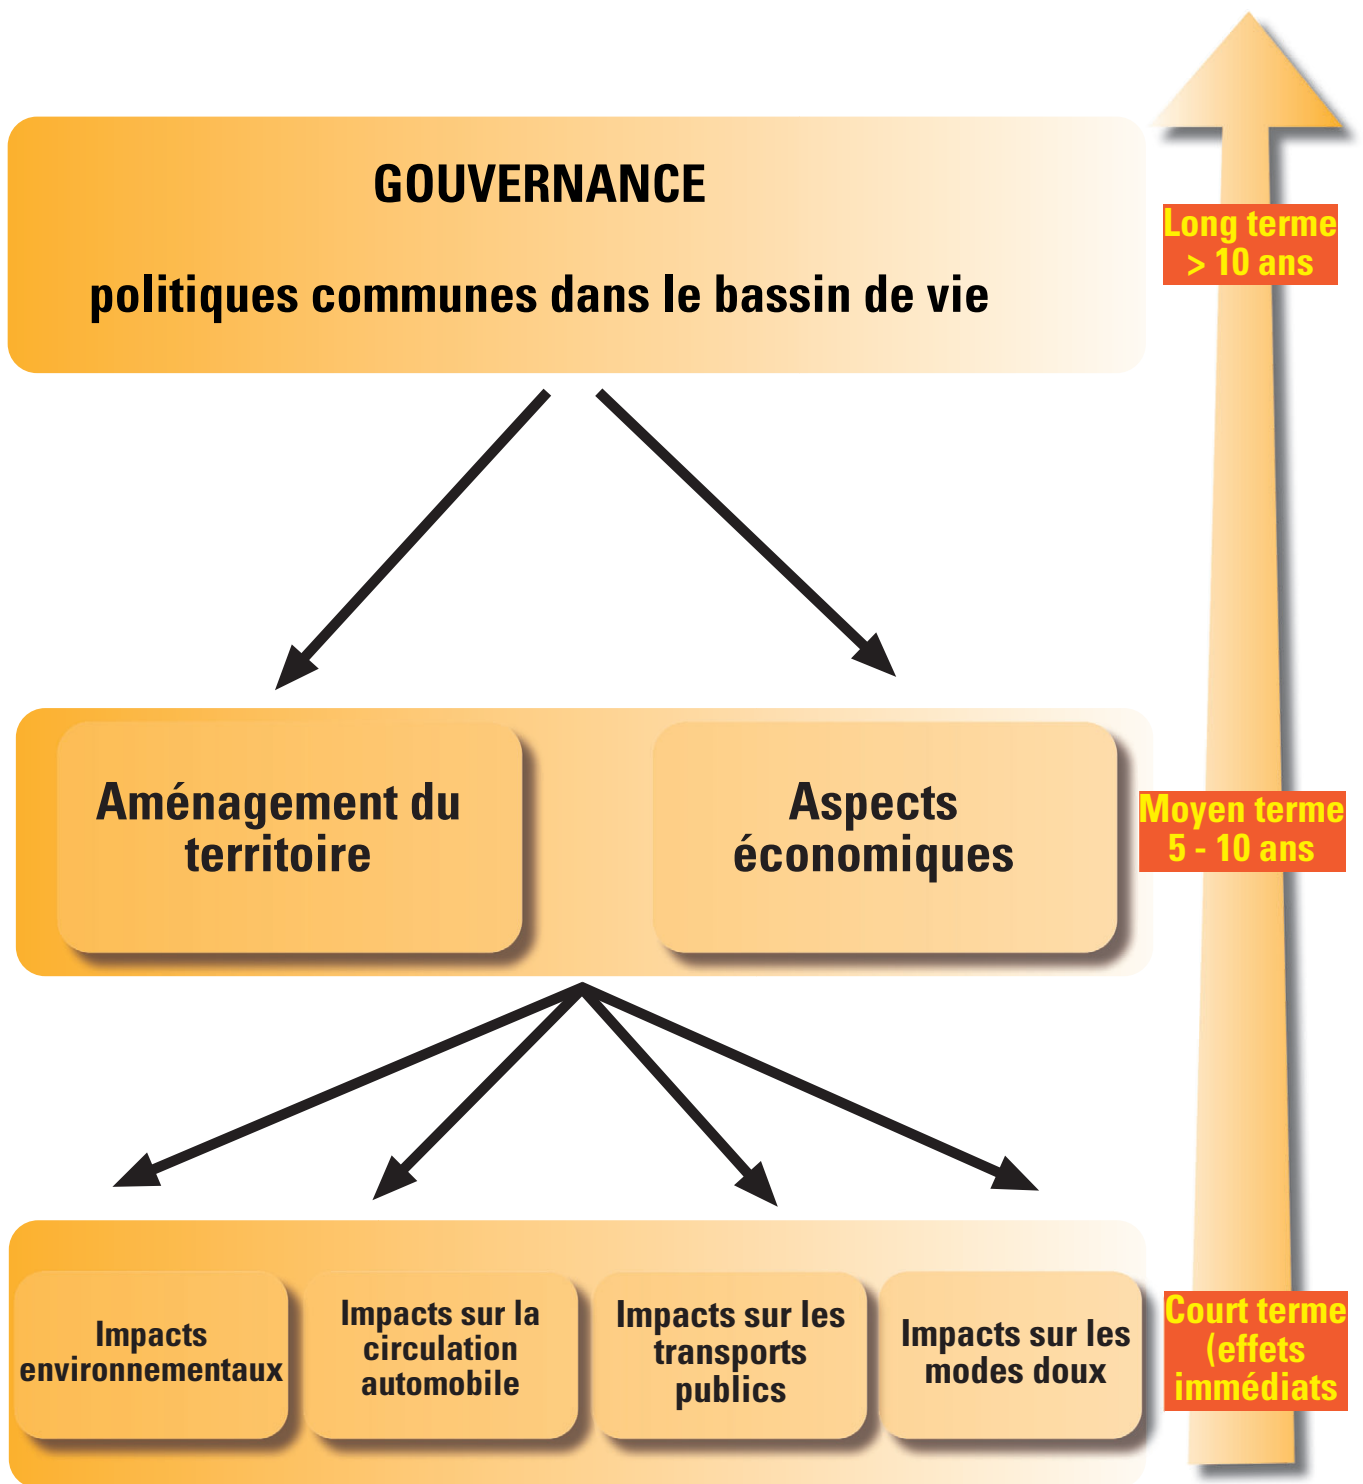 GOUVERNANCE
politiques communes dans le bassin de vie
Long terme
> 10 ans
Aménagement du
territoire
Aspects
économiques
Moyen terme
5 - 10 ans
Impacts
environnementaux
Impacts sur la
circulation
automobile
Impacts sur les
transports
publics
Impacts sur les
modes doux
Court terme
(effets
immédiats